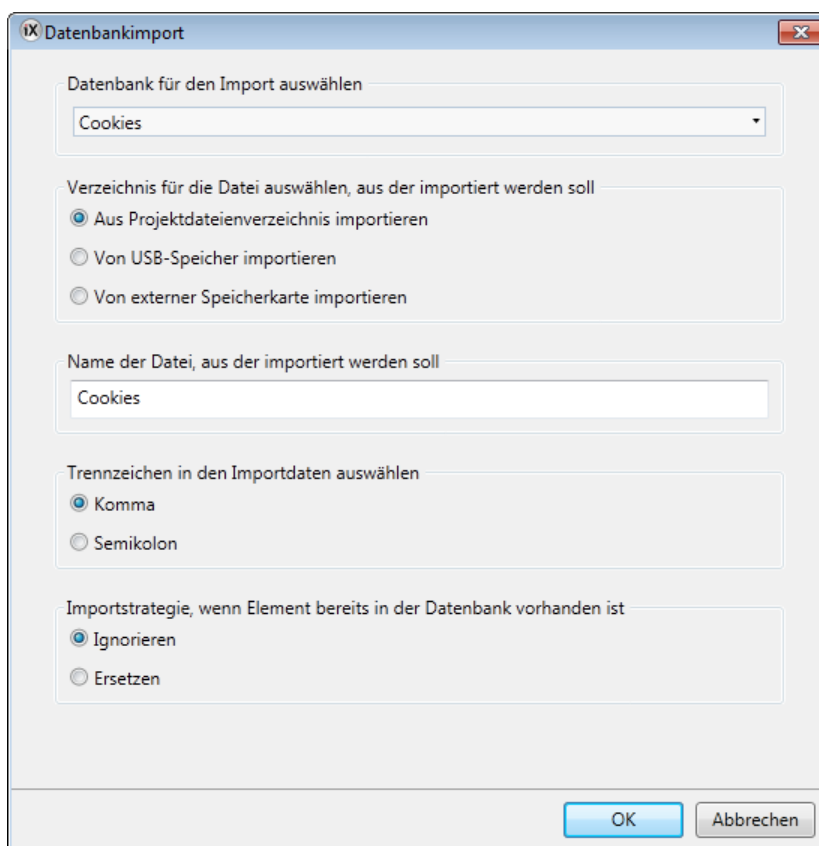 iX Datenbankimport
Datenbank für den Import auswählen
Cookies
Verzeichnis für die Datei auswählen, aus der importiert werden soll
Aus Projektdateienverzeichnis importieren
Von USB-Speicher importieren
Von externer Speicherkarte importieren
Name der Datei, aus der importiert werden soll
Cookies
Trennzeichen in den Importdaten auswählen
Komma
Semikolon
Importstrategie, wenn Element bereits in der Datenbank vorhanden ist
Ignorieren
Ersetzen
OK Abbrechen